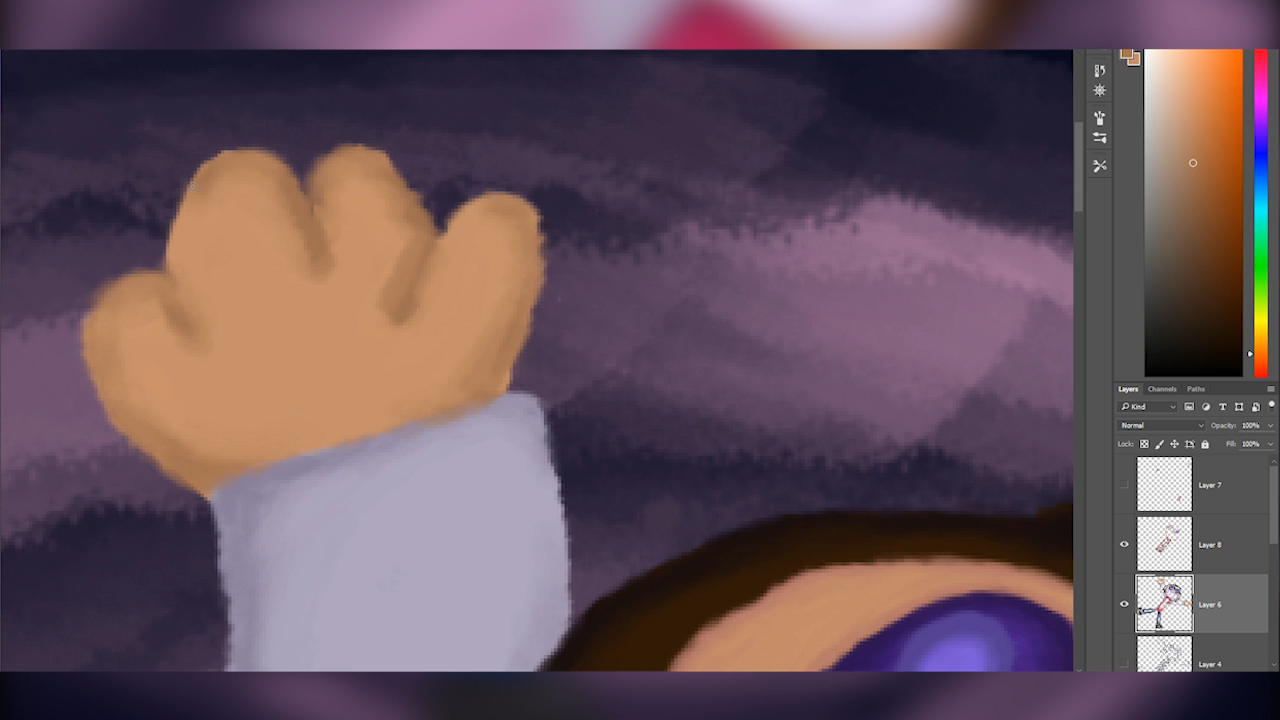 Layers Channels Paths
Kind
Normal Opacity: 100%
Lock: Fill: 100%
Layer 7
Layer 8
Layer 6
Layer 4